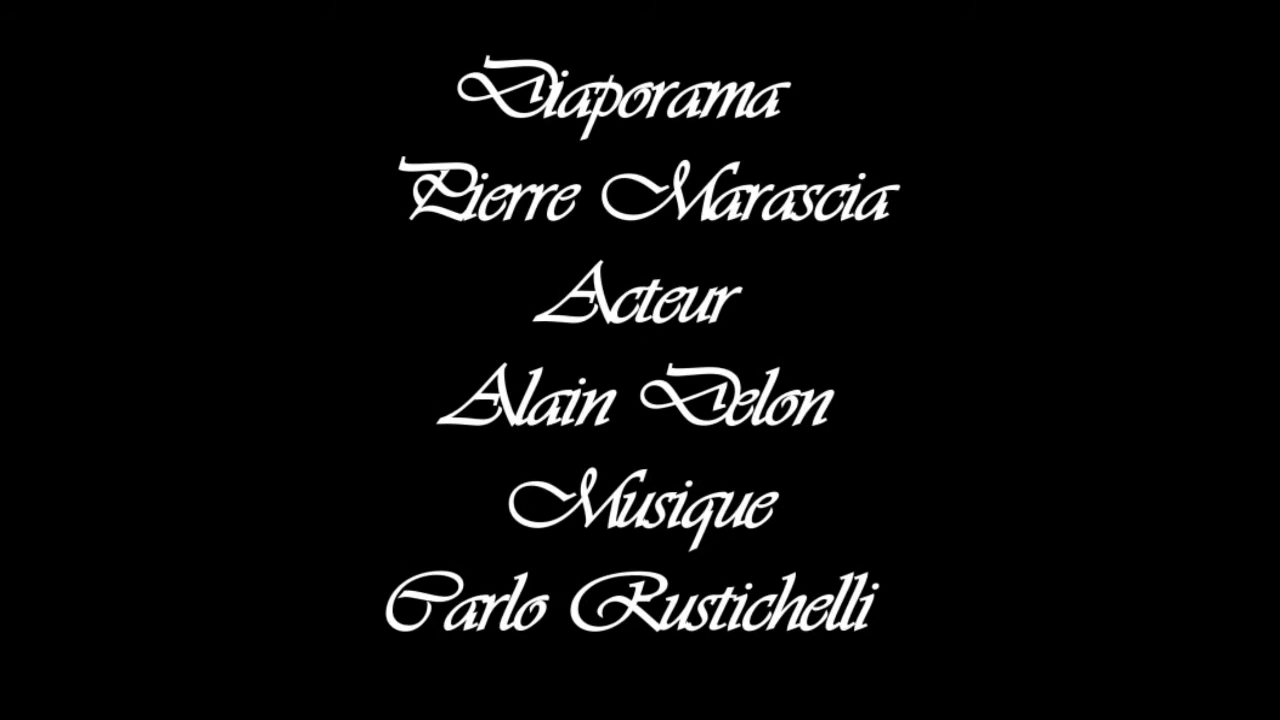 Diaporama
Pierre Marascia
Acteur
Alain Delon
Musique
Carlo Rustichelli